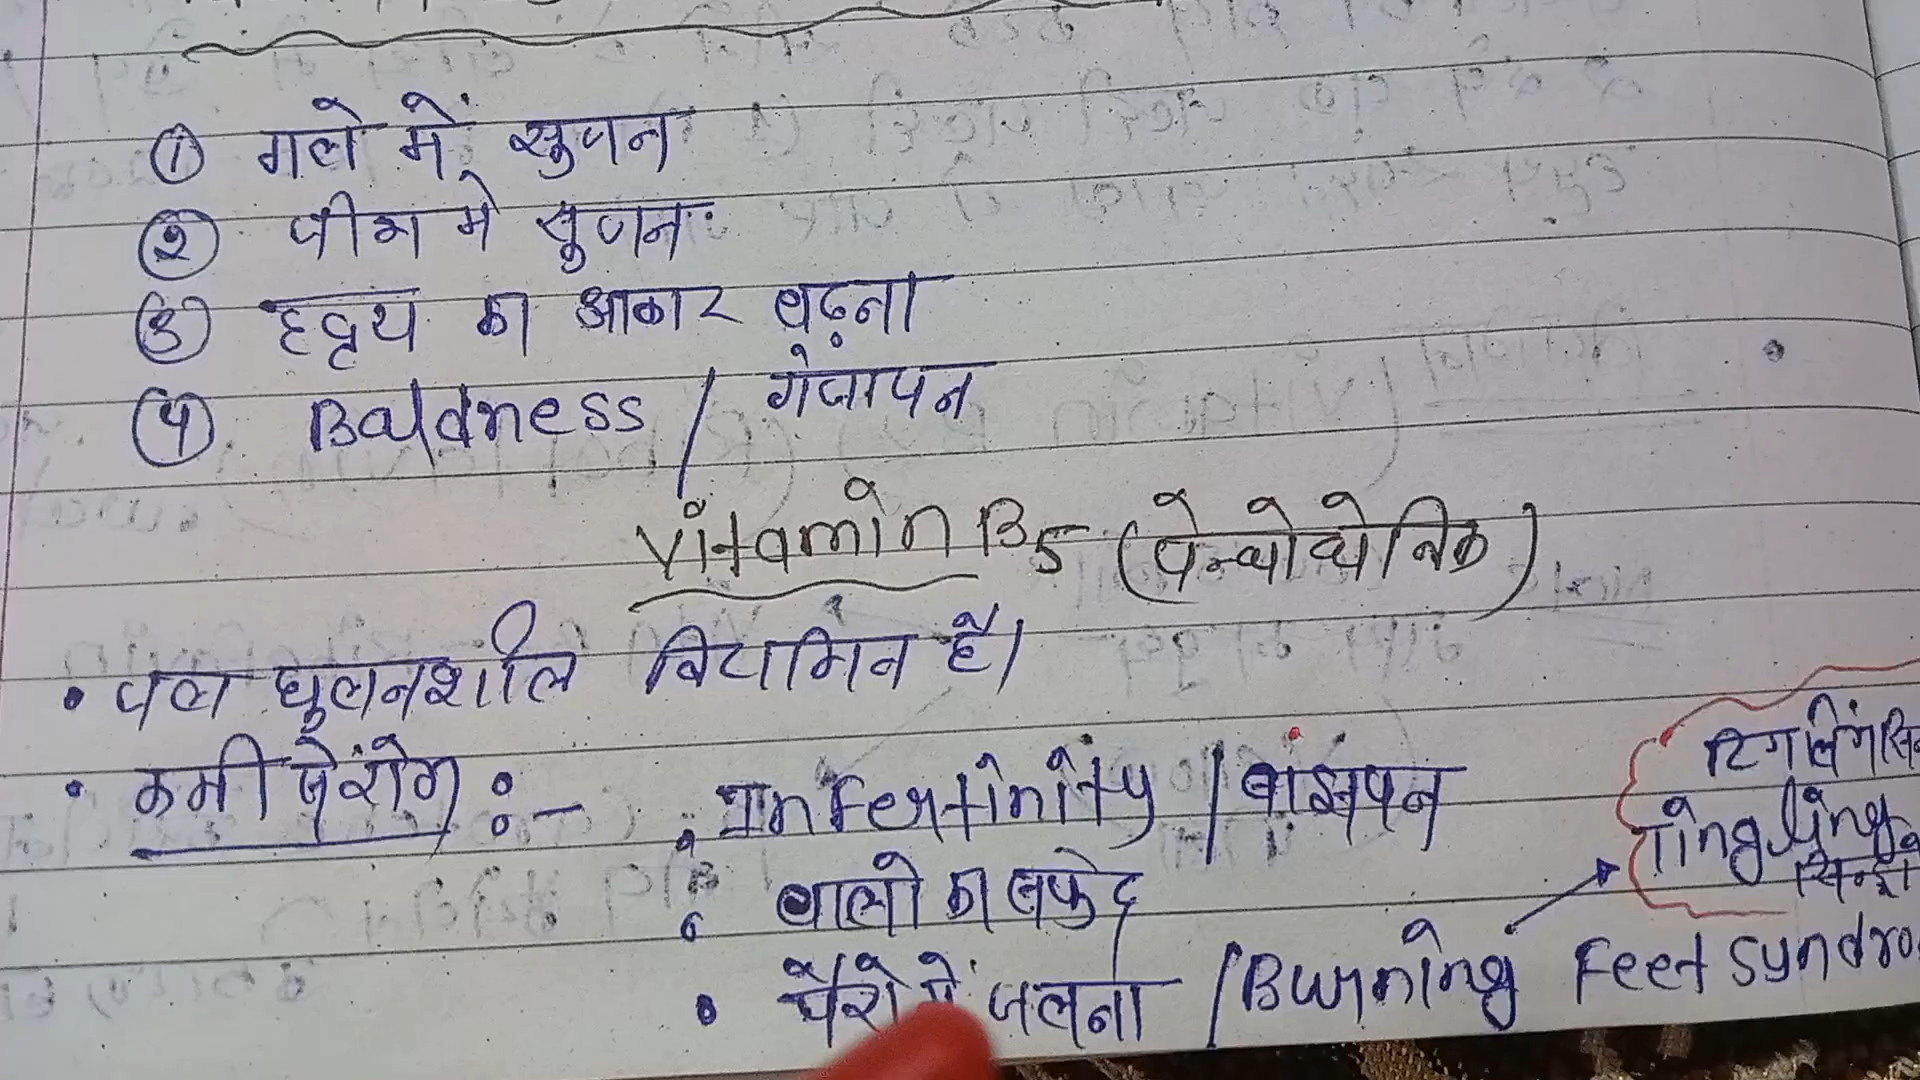 ① गले में सुजन
② जीभ मे सुजन
③ हृदय का आकार बढ़ना
④ Baldness / गंजापन
Vitamin B5 (पेन्थोथेनिक)
• जल घुलनशील विटामिन है।
• कमी से रोग :- • Infertinity / बांझपन
• बालो का सफेद
• पैरो में जलना / Burning Feet Syndro
टिगलिंग सिन
Tingling
सिन्ड्रो